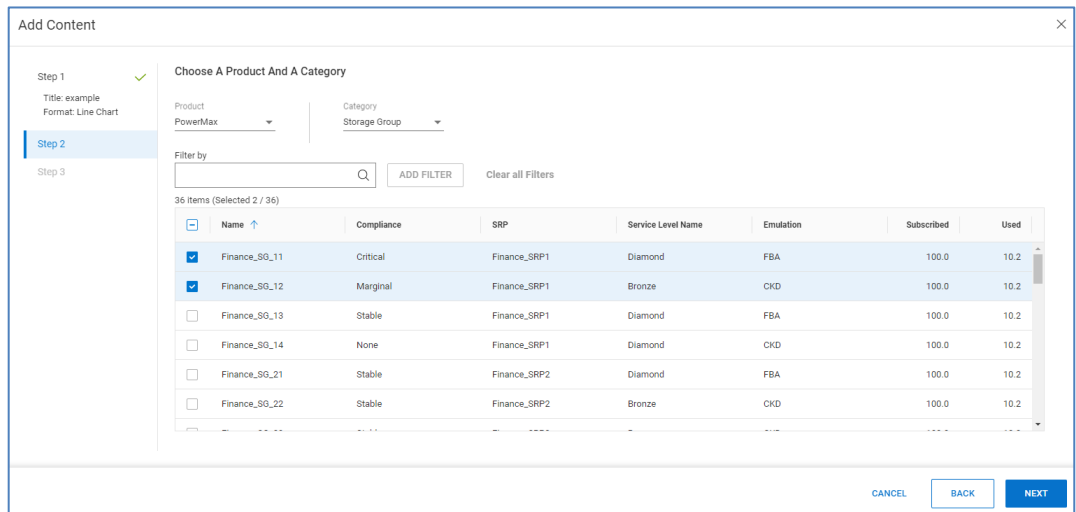 Add Content
Step 1
Title: example
Format: Line Chart
Step 2
Step 3
Choose A Product And A Category
Product Category
PowerMax Storage Group
Filter by
ADD FILTER Clear all Filters
36 items (Selected 2 / 36)
Name Compliance SRP Service Level Name Emulation Subscribed Used
Finance_SG_11 Critical Finance_SRP1 Diamond FBA 100.0 10.2
Finance_SG_12 Marginal Finance_SRP1 Bronze CKD 100.0 10.2
Finance_SG_13 Stable Finance_SRP1 Diamond FBA 100.0 10.2
Finance_SG_14 None Finance_SRP1 Diamond CKD 100.0 10.2
Finance_SG_21 Stable Finance_SRP2 Diamond FBA 100.0 10.2
Finance_SG_22 Stable Finance_SRP2 Bronze CKD 100.0 10.2
CANCEL BACK NEXT